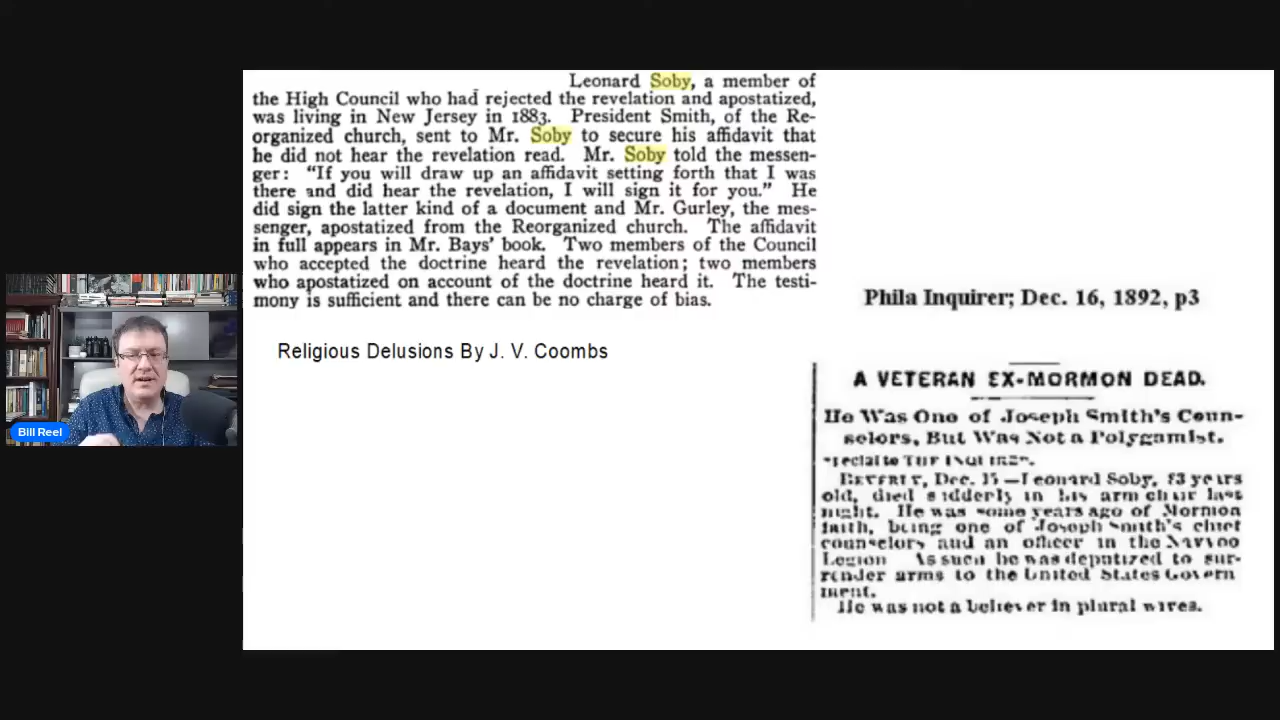 Leonard Soby, a member of
the High Council who had rejected the revelation and apostatized,
was living in New Jersey in 1883. President Smith, of the Re-
organized church, sent to Mr. Soby to secure his affidavit that
he did not hear the revelation read. Mr. Soby told the messen-
ger: "If you will draw up an affidavit setting forth that I was
there and did hear the revelation, I will sign it for you." He
did sign the latter kind of a document and Mr. Gurley, the mes-
senger, apostatized from the Reorganized church. The affidavit
in full appears in Mr. Bays' book. Two members of the Council
who accepted the doctrine heard the revelation; two members
who apostatized on account of the doctrine heard it. The testi-
mony is sufficient and there can be no charge of bias.
Religious Delusions By J. V. Coombs
Phila Inquirer; Dec. 16, 1892, p3
A VETERAN EX-MORMON DEAD.
He Was One of Joseph Smith's Coun-
selors, But Was Not a Polygamist.
Dec. 15 —Leonard Soby, 83 years
old, died suddenly in his arm chair last
night. He was some years ago of Mormon
faith, being one of Joseph Smith's chief
counselors and an officer in the Nauvoo
Legion As such he was deputized to sur-
render arms to the United States Govern
ment.
He was not a believer in plural wives.
Bill Reel